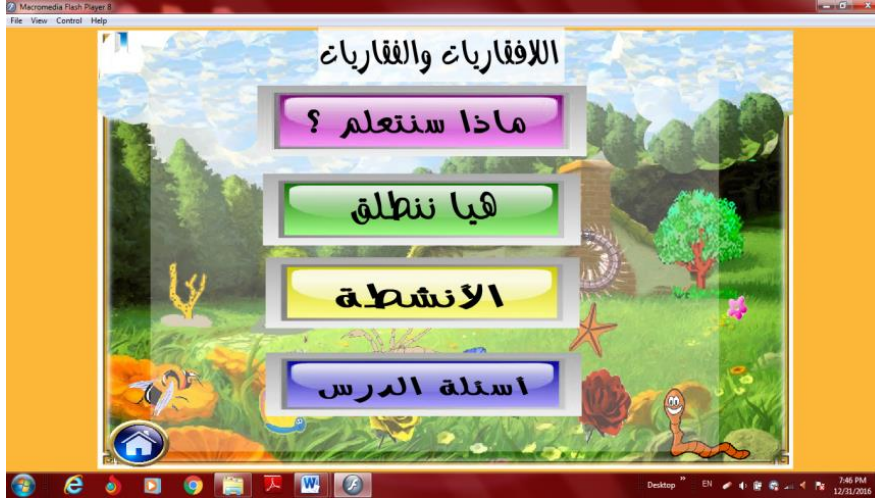 Macromedia Flash Player 8
File View Control Help
اللافقاريات والفقاريات
ماذا سنتعلم ؟
هيا ننطلق
الأنشطة
أسئلة الدرس
Desktop
EN
7:46 PM
12/31/2016